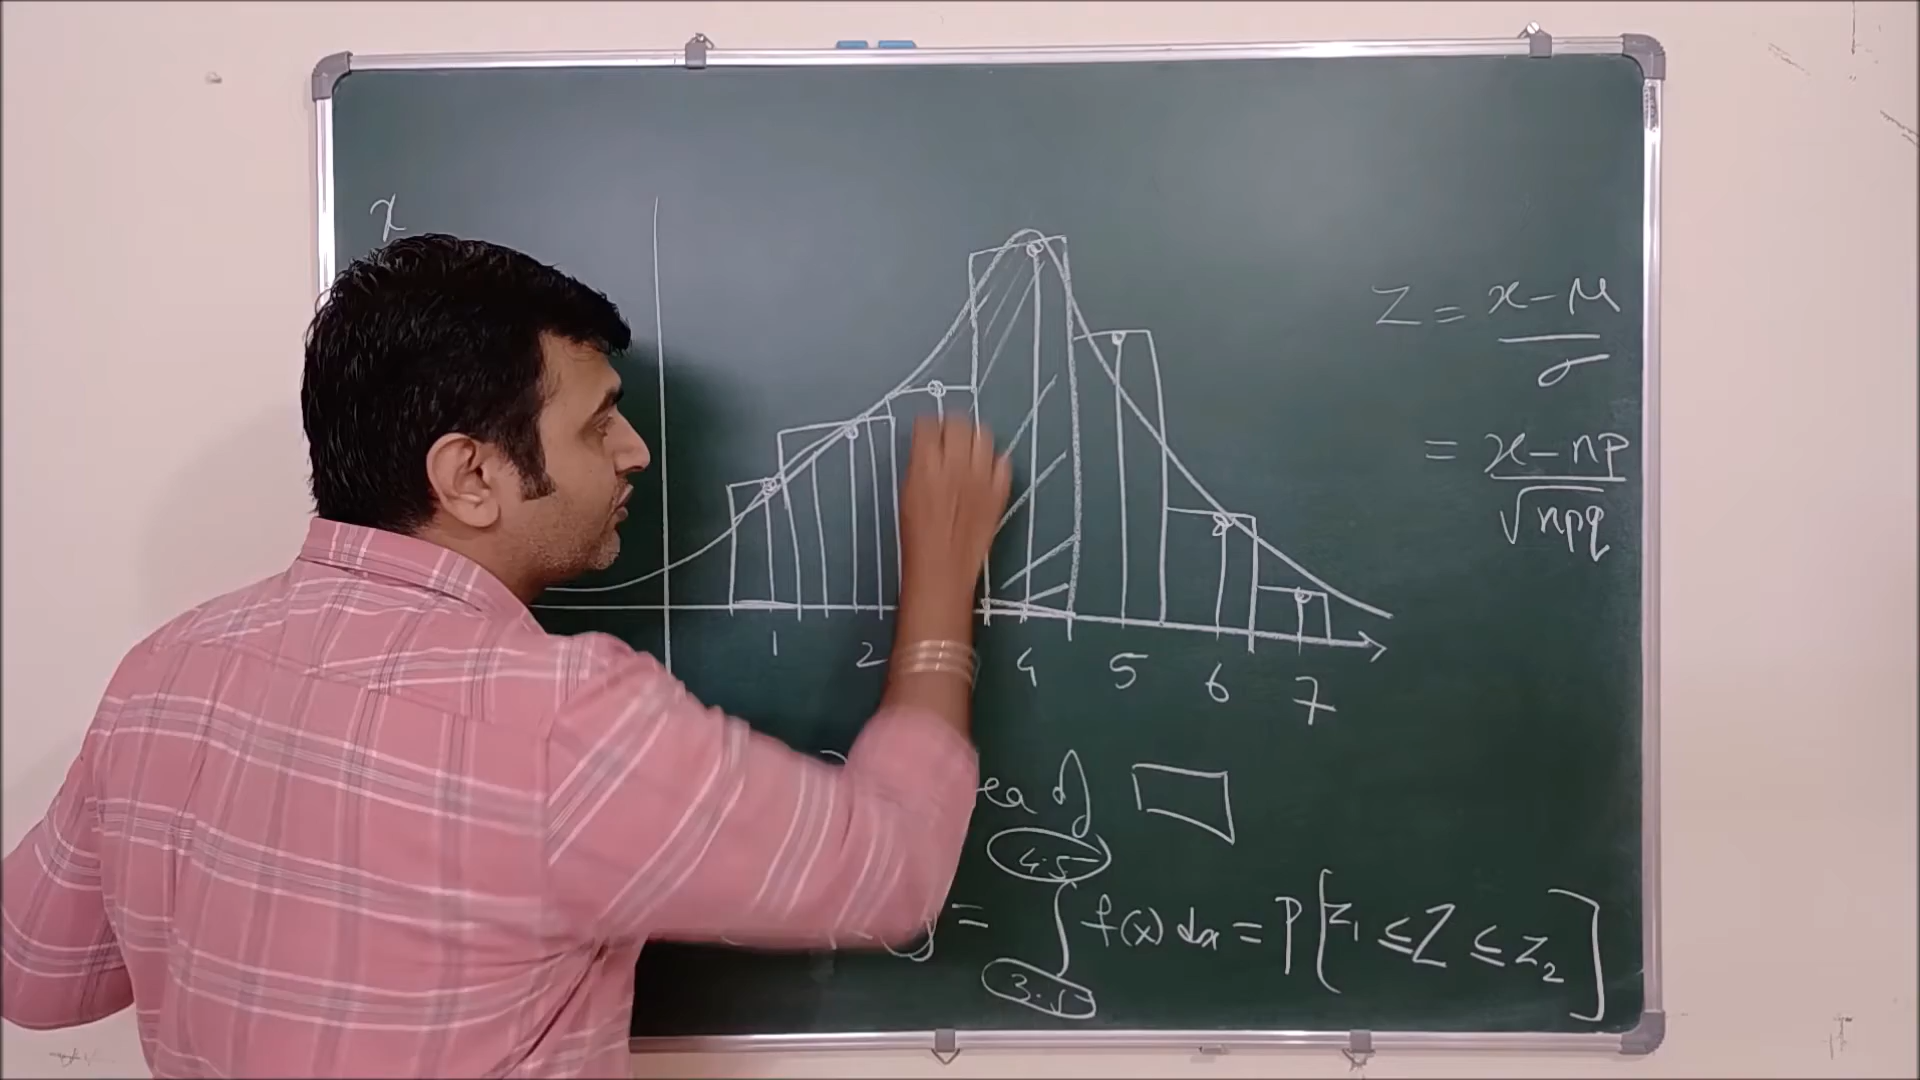 x
Z = x-μ / σ
= x-np / √npq
1 2 4 5 6 7
4.5
= ∫ f(x) dx = P[z₁ ≤ Z ≤ z₂]
3.5